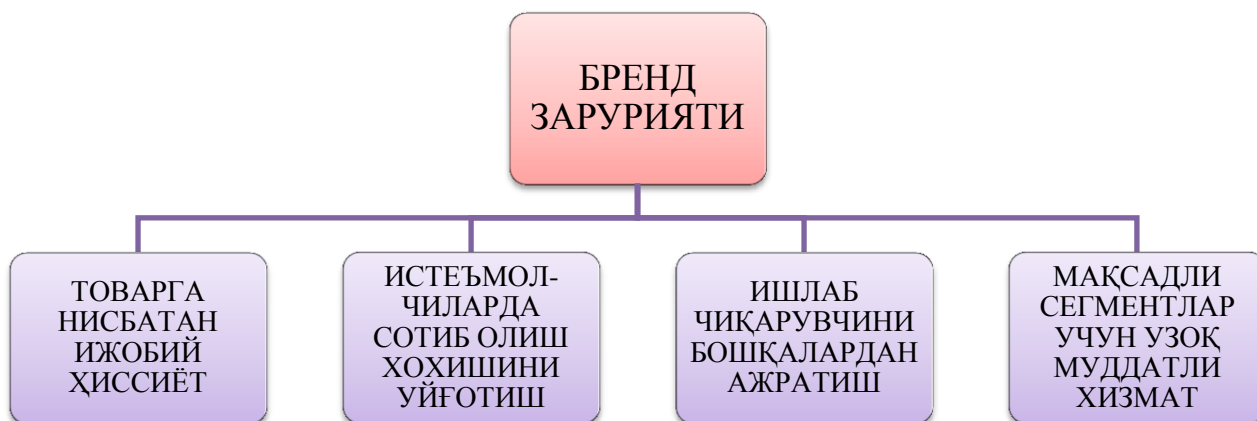 БРЕНД
ЗАРУРИЯТИ
ТОВАРГА
НИСБАТАН
ИЖОБИЙ
ҲИССИЁТ
ИСТЕЪМОЛ-
ЧИЛАРДА
СОТИБ ОЛИШ
ХОХИШИНИ
УЙҒОТИШ
ИШЛАБ
ЧИҚАРУВЧИНИ
БОШҚАЛАРДАН
АЖРАТИШ
МАҚСАДЛИ
СЕГМЕНТЛАР
УЧУН УЗОҚ
МУДДАТЛИ
ХИЗМАТ